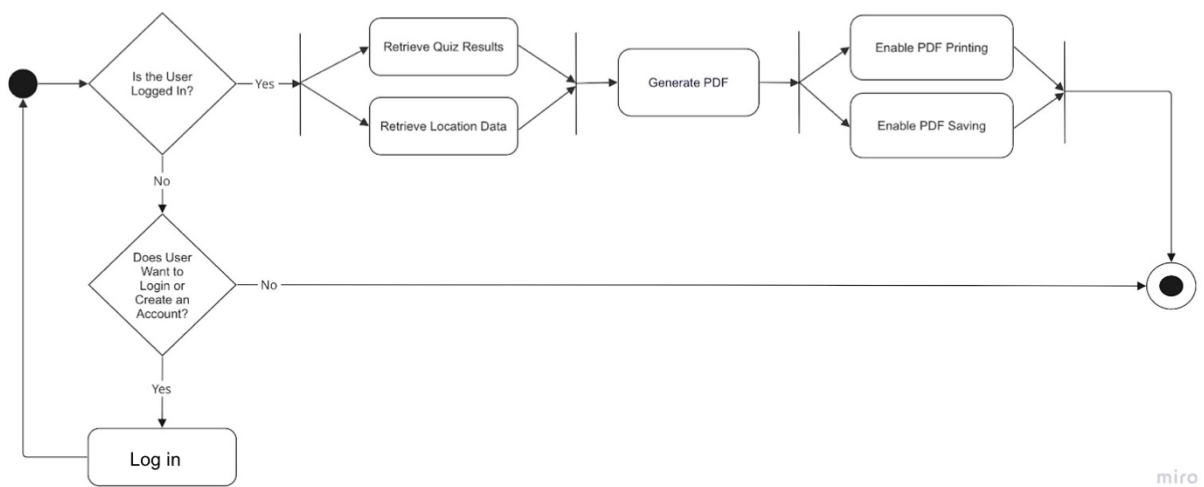 Is the User
Logged In?
Yes
Retrieve Quiz Results
Retrieve Location Data
Generate PDF
Enable PDF Printing
Enable PDF Saving
No
Does User
Want to
Login or
Create an
Account?
No
Yes
Log in
miro